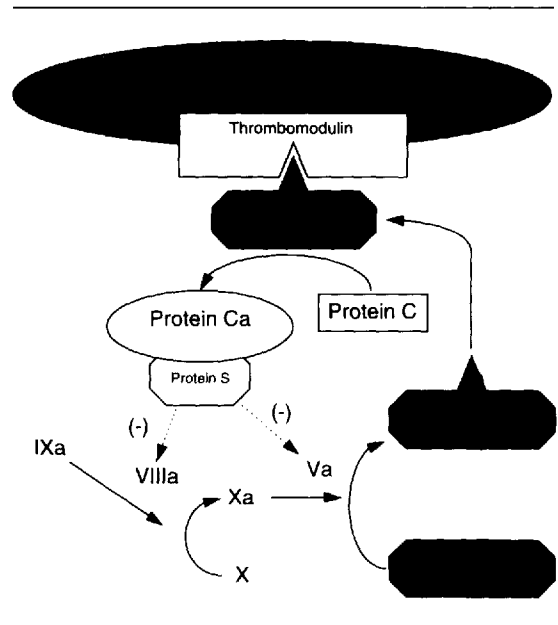 Thrombomodulin
Protein Ca
Protein C
Protein S
(-)
(-)
IXa
VIIIa
Va
Xa
X